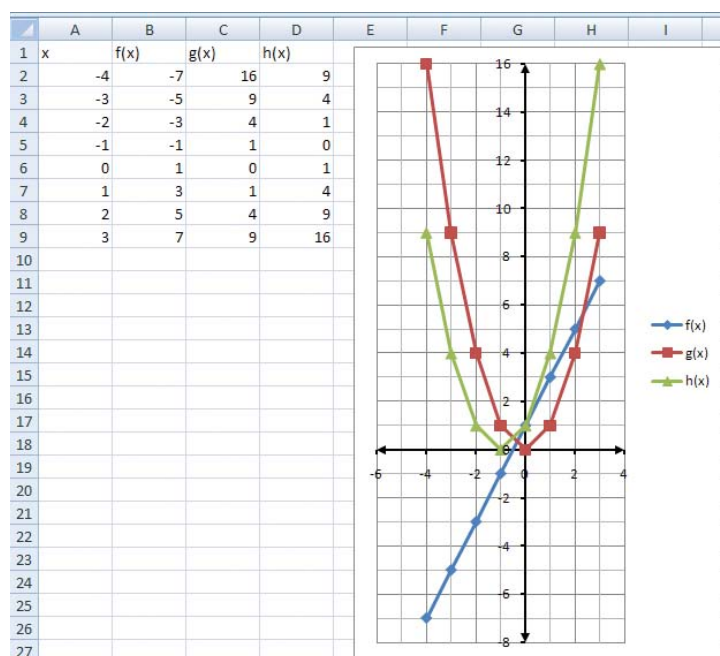 A B C D E F G H I
1 x f(x) g(x) h(x)
2 -4 -7 16 9
3 -3 -5 9 4
4 -2 -3 4 1
5 -1 -1 1 0
6 0 1 0 1
7 1 3 1 4
8 2 5 4 9
9 3 7 9 16
10
11
12
13
14
15
16
17
18
19
20
21
22
23
24
25
26
27
16
14
12
10
8
6
4
2
0
-2
-4
-6
-8
-6 -4 -2 0 2 4
f(x)
g(x)
h(x)